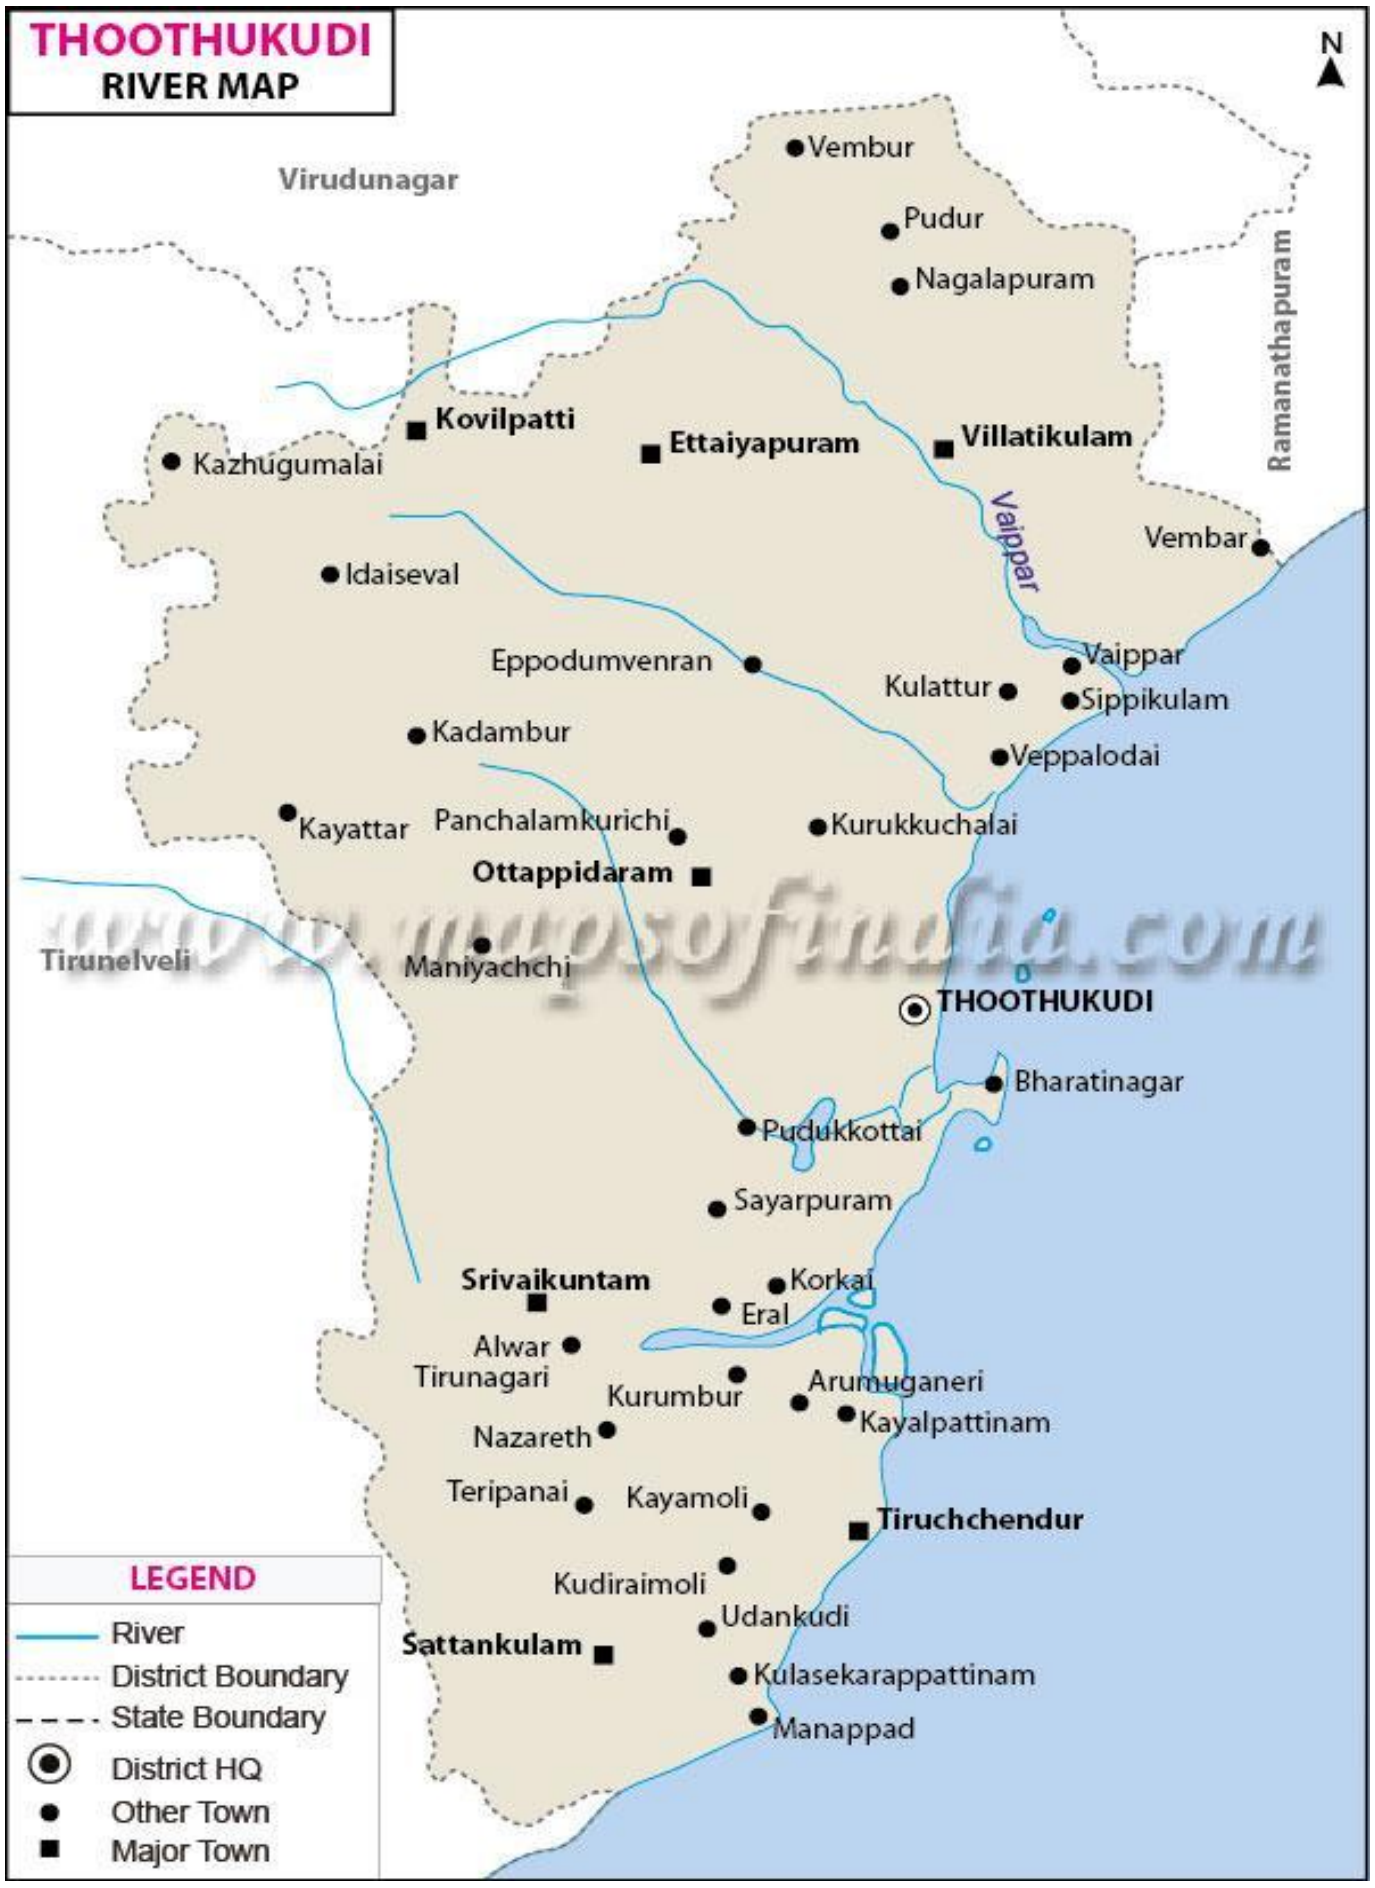 THOOTHUKUDI
RIVER MAP
N
Vembur
Virudunagar
Pudur
Nagalapuram
Ramanathapuram
Kovilpatti
Ettaiyapuram
Villatikulam
Kazhugumalai
Vaippar
Vembar
Idaiseval
Eppodumvenran
Vaippar
Kulattur
Sippikulam
Kadambur
Veppalodai
Kayattar
Panchalamkurichi
Kurukkuchalai
Ottappidaram
www.mapsofindia.com
Tirunelveli
Maniyachchi
THOOTHUKUDI
Bharatinagar
Pudukkottai
Sayarpuram
Srivaikuntam
Korkai
Eral
Alwar
Tirunagari
Kurumbur
Arumuganeri
Kayalpattinam
Nazareth
Teripanai
Kayamoli
Tiruchchendur
Kudiraimoli
Udankudi
Sattankulam
Kulasekarappattinam
Manappad
LEGEND
River
District Boundary
State Boundary
District HQ
Other Town
Major Town